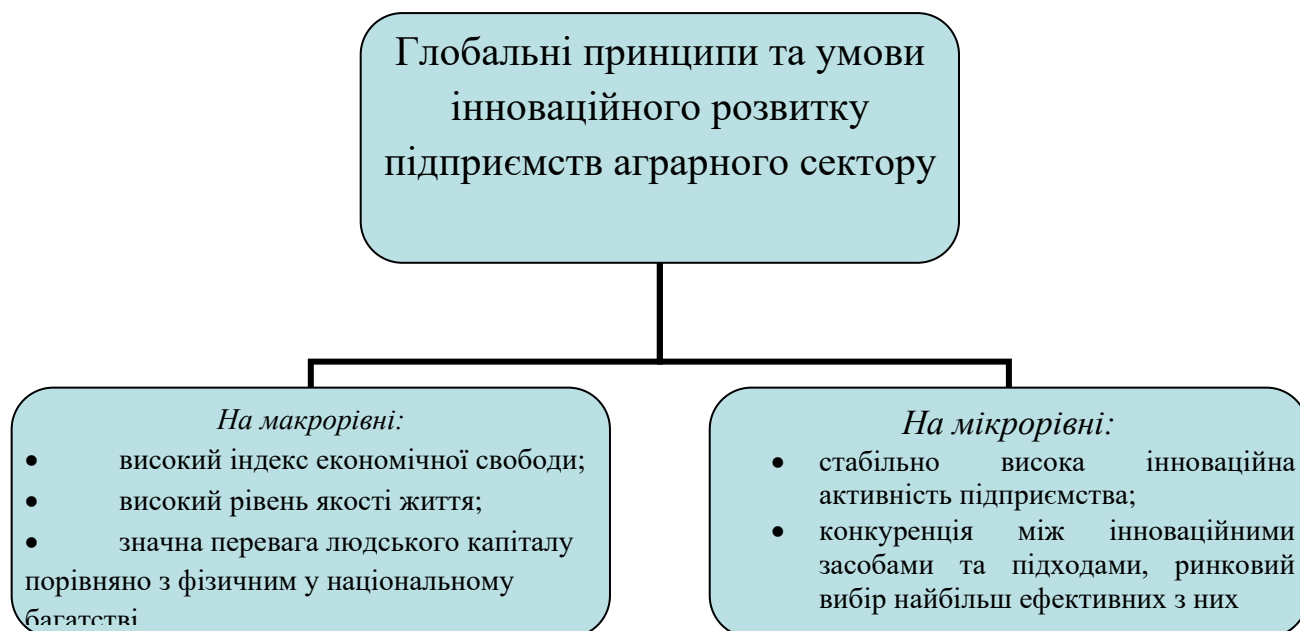 Глобальні принципи та умови
інноваційного розвитку
підприємств аграрного сектору
На макрорівні:
• високий індекс економічної свободи;
• високий рівень якості життя;
• значна перевага людського капіталу
порівняно з фізичним у національному
багатстві
На мікрорівні:
• стабільно висока інноваційна
активність підприємства;
• конкуренція між інноваційними
засобами та підходами, ринковий
вибір найбільш ефективних з них